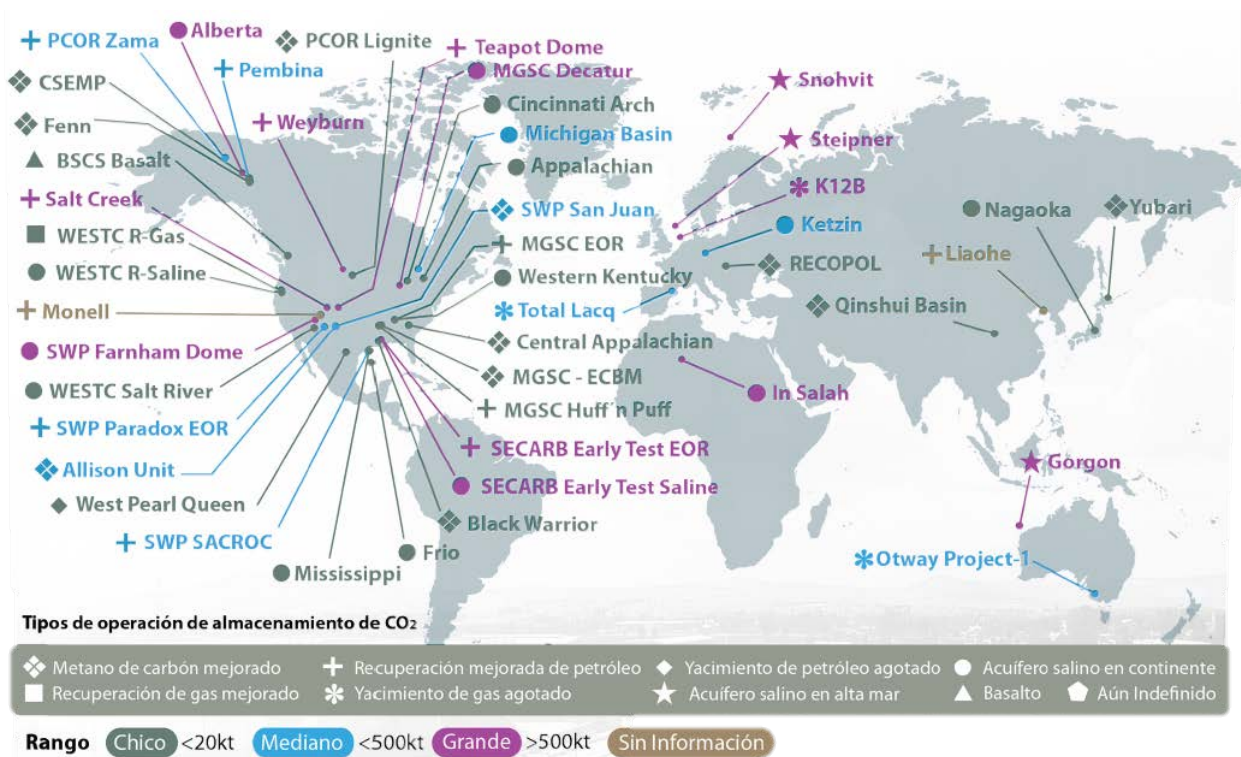 PCOR Zama
Alberta
PCOR Lignite
Teapot Dome
MGSC Decatur
CSEMP
Pembina
Cincinnati Arch
Fenn
Weyburn
Michigan Basin
BSCS Basalt
Appalachian
Salt Creek
SWP San Juan
WESTC R-Gas
MGSC EOR
WESTC R-Saline
Western Kentucky
Monell
Total Lacq
Central Appalachian
SWP Farnham Dome
MGSC - ECBM
WESTC Salt River
MGSC Huff´n Puff
SWP Paradox EOR
SECARB Early Test EOR
Allison Unit
SECARB Early Test Saline
West Pearl Queen
Black Warrior
SWP SACROC
Frio
Mississippi
Snohvit
Steipner
K12B
Ketzin
RECOPOL
Nagaoka
Yubari
Liaohe
Qinshui Basin
In Salah
Gorgon
Otway Project-1
Tipos de operación de almacenamiento de CO2
Metano de carbón mejorado
Recuperación mejorada de petróleo
Yacimiento de petróleo agotado
Acuífero salino en continente
Recuperación de gas mejorado
Yacimiento de gas agotado
Acuífero salino en alta mar
Basalto
Aún Indefinido
Rango Chico <20kt Mediano <500kt Grande >500kt Sin Información